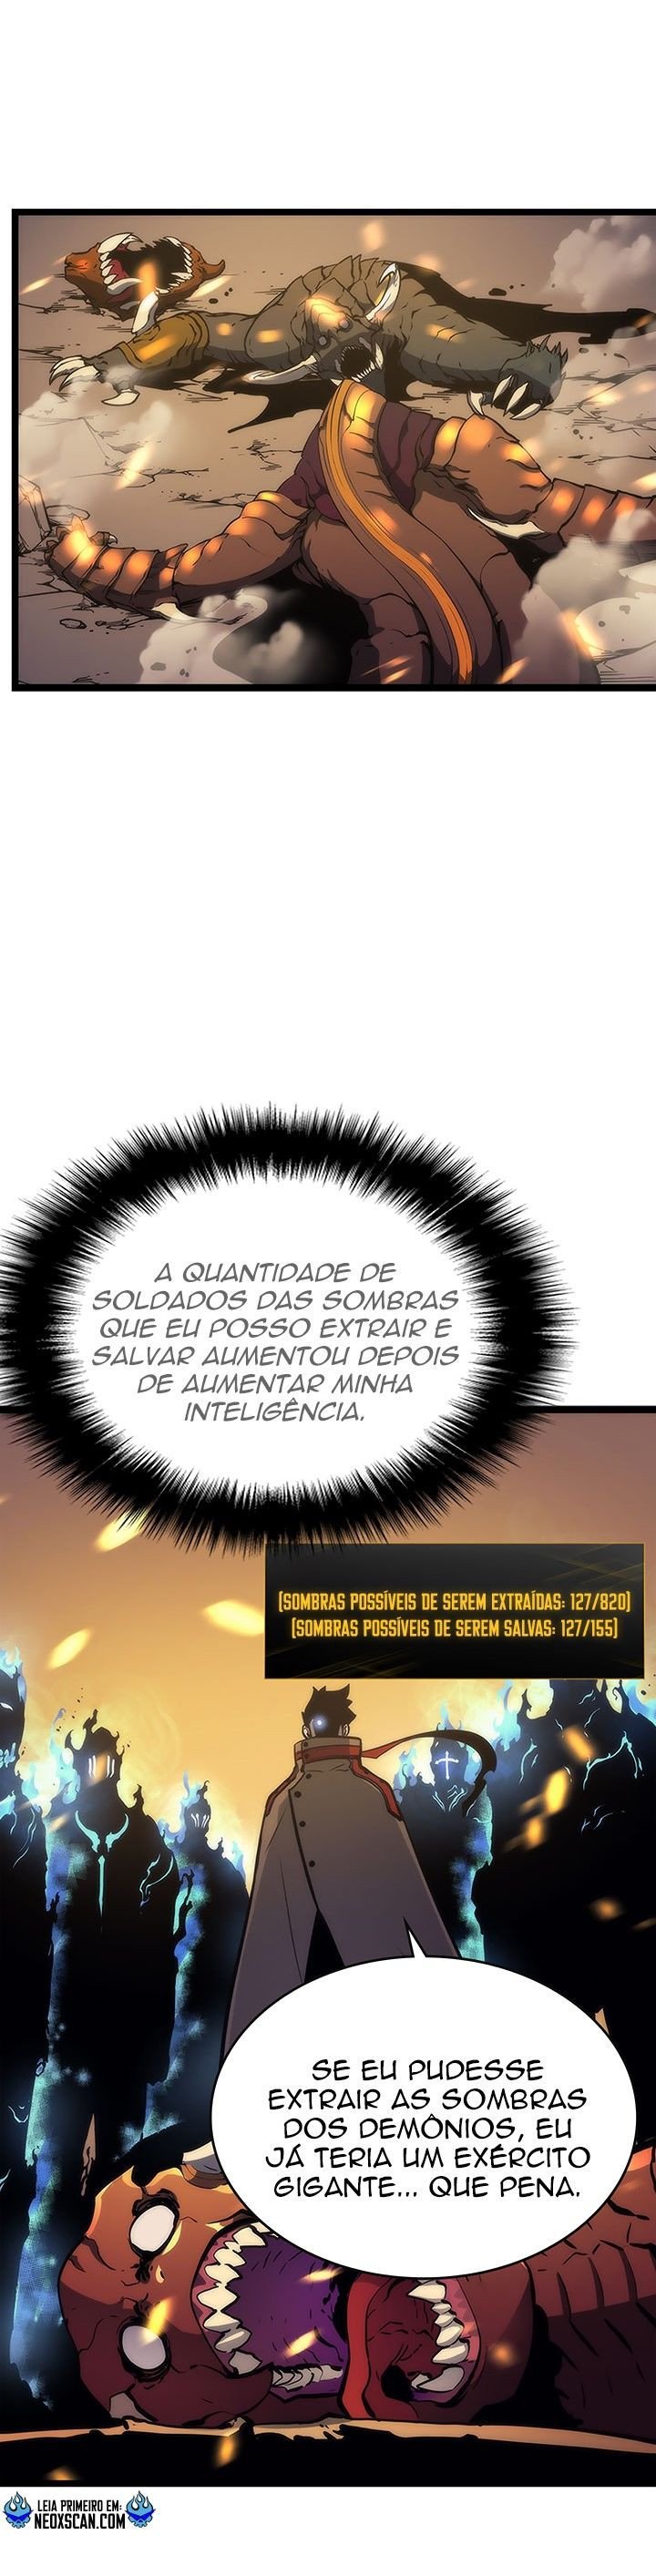 A QUANTIDADE DE
SOLDADOS DAS SOMBRAS
QUE EU POSSO EXTRAIR E
SALVAR AUMENTOU DEPOIS
DE AUMENTAR MINHA
INTELIGÊNCIA.
[SOMBRAS POSSÍVEIS DE SEREM EXTRAÍDAS: 127/820]
[SOMBRAS POSSÍVEIS DE SEREM SALVAS: 127/155]
SE EU PUDESSE
EXTRAIR AS SOMBRAS
DOS DEMÔNIOS, EU
JÁ TERIA UM EXÉRCITO
GIGANTE... QUE PENA.
LEIA PRIMEIRO EM:
NEOXSCAN.COM